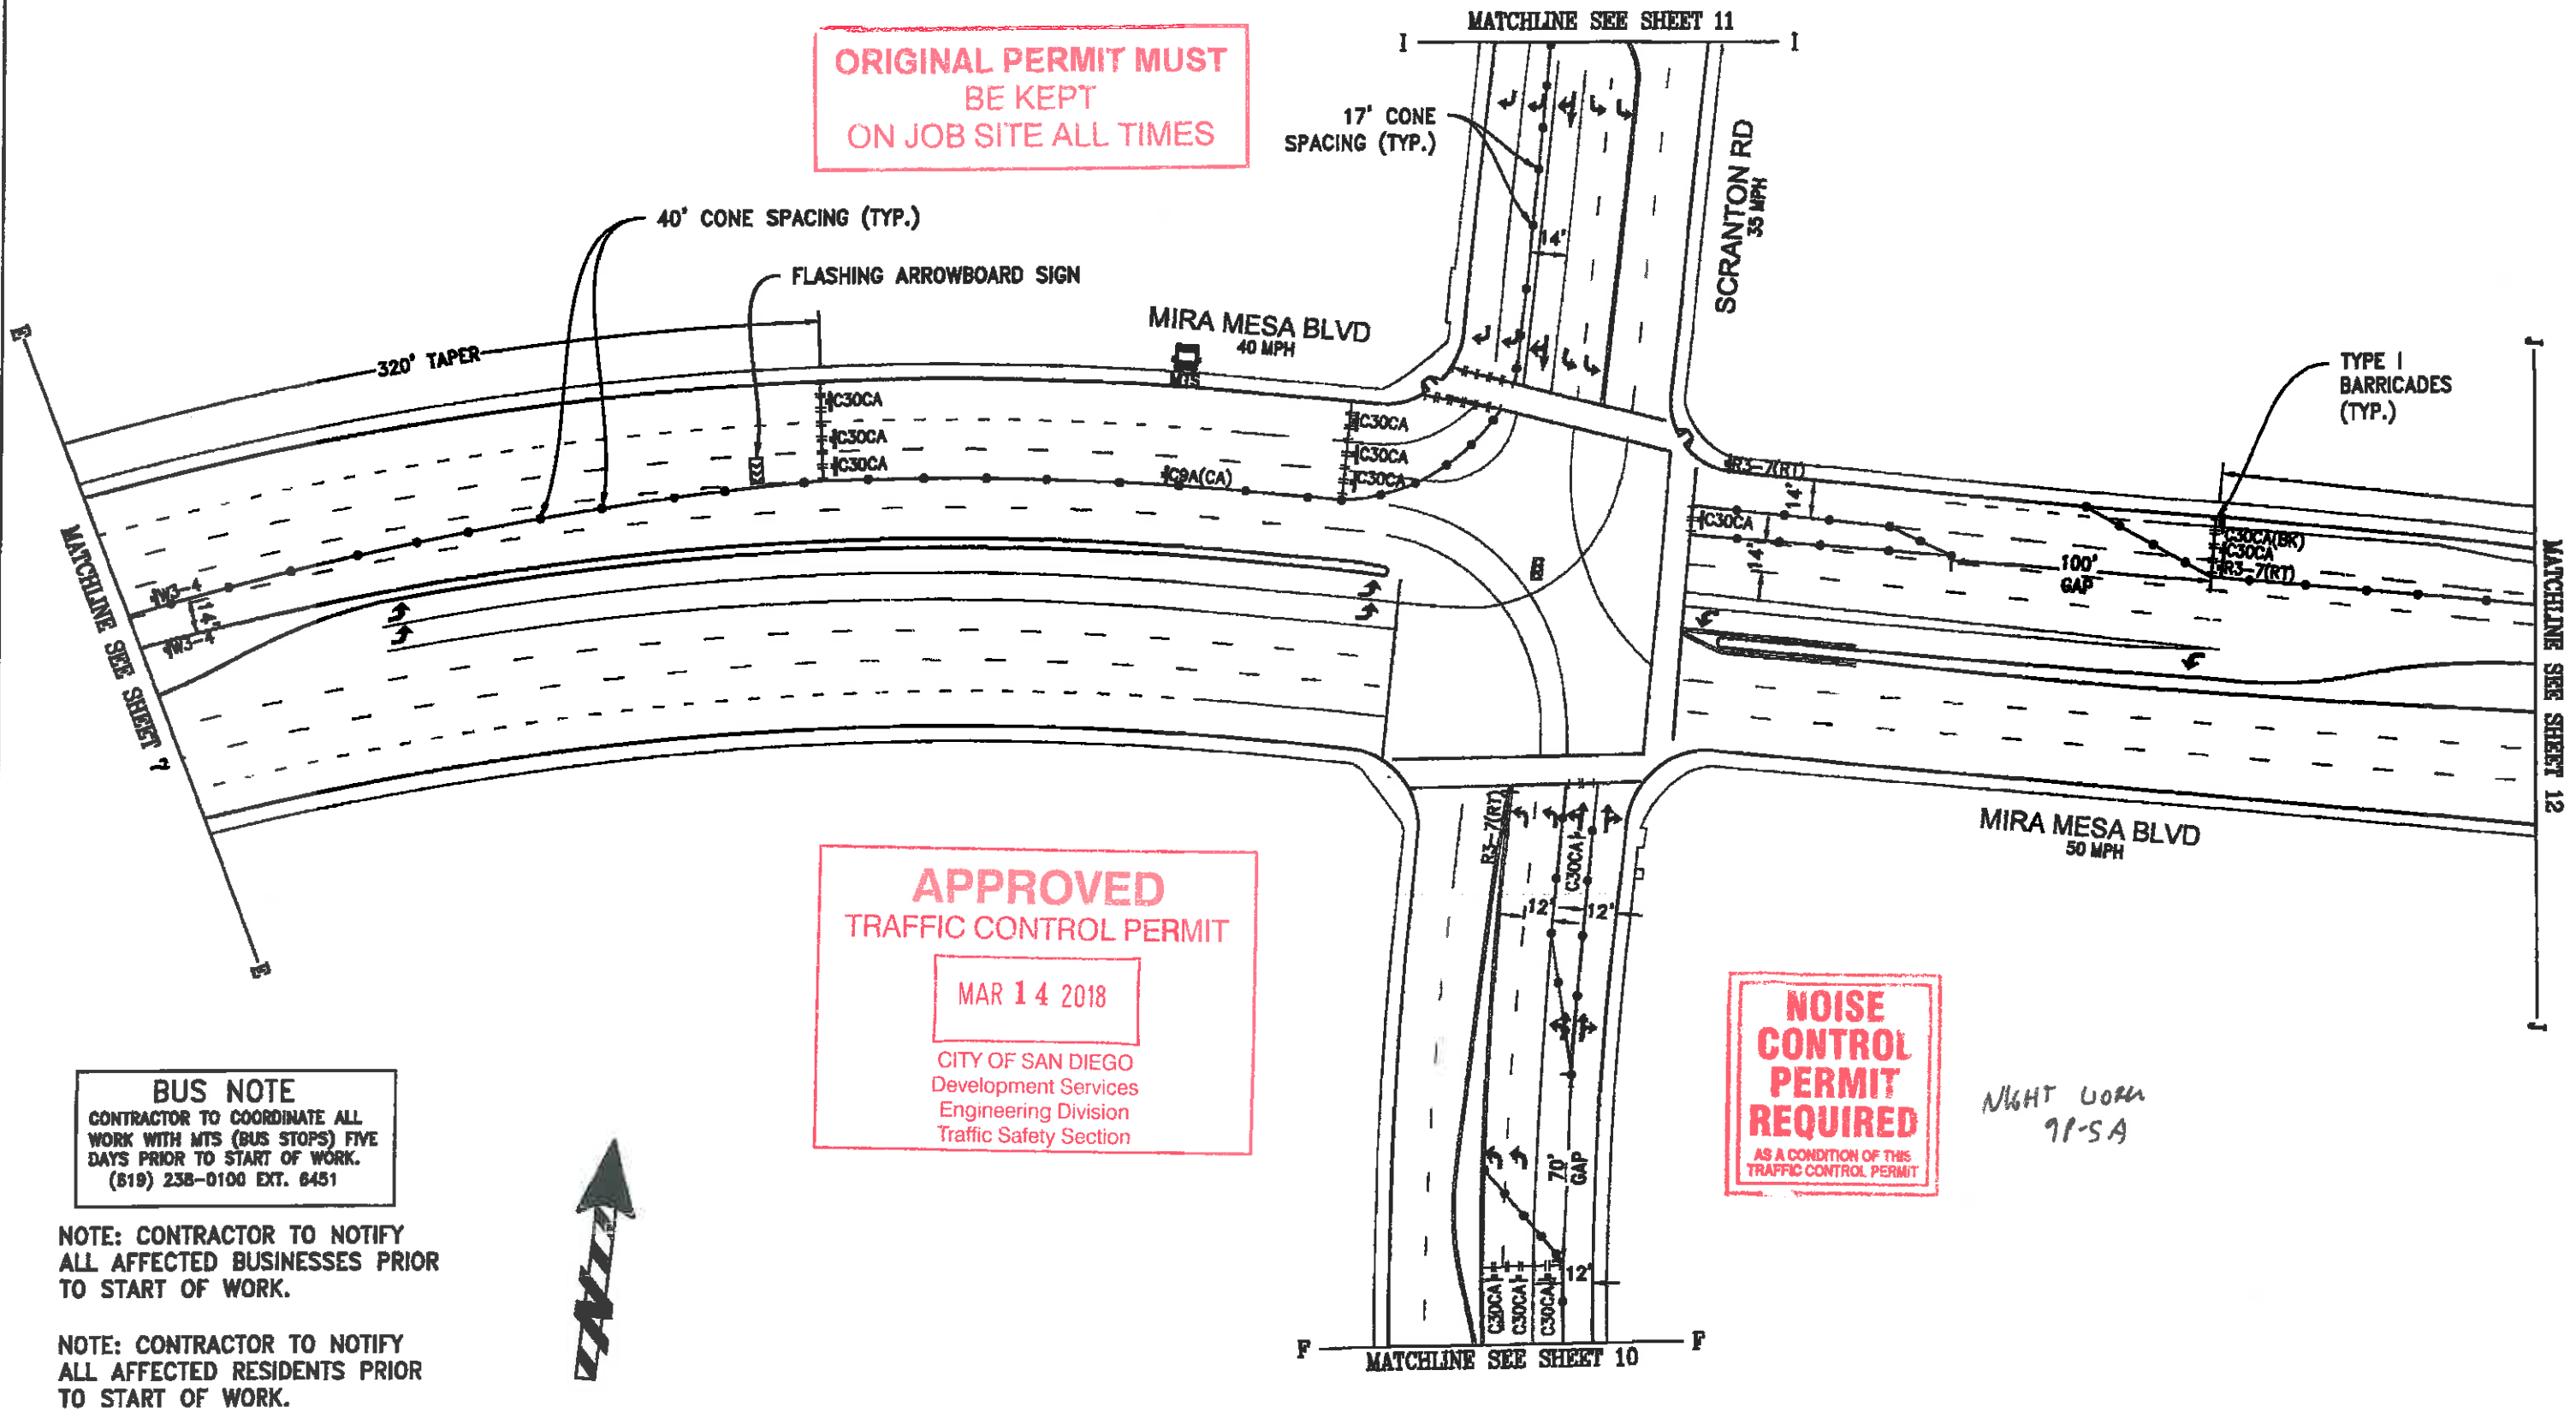 MATCHLINE SEE SHEET 11
I
I
ORIGINAL PERMIT MUST
BE KEPT
ON JOB SITE ALL TIMES
17' CONE
SPACING (TYP.)
SCRANTON RD
35 MPH
14'
40' CONE SPACING (TYP.)
FLASHING ARROWBOARD SIGN
MIRA MESA BLVD
40 MPH
MTS
320' TAPER
E
J
TYPE I
BARRICADES
(TYP.)
C30CA
C30CA
C30CA
C9A(CA)
C30CA
C30CA
C30CA
R3-7(RT)
14'
C30CA
14'
100'
GAP
C30CA(BK)
C30CA
R3-7(RT)
W3-4
14'
W3-4
MATCHLINE SEE SHEET 7
MATCHLINE SEE SHEET 12
E
J
MIRA MESA BLVD
50 MPH
R3-7(RT)
C30CA
12'
12'
APPROVED
TRAFFIC CONTROL PERMIT
MAR 14 2018
CITY OF SAN DIEGO
Development Services
Engineering Division
Traffic Safety Section
NOISE
CONTROL
PERMIT
REQUIRED
AS A CONDITION OF THIS
TRAFFIC CONTROL PERMIT
NIGHT WORK
9P-5A
70'
GAP
12'
C30CA
C30CA
C30CA
F
F
MATCHLINE SEE SHEET 10
BUS NOTE
CONTRACTOR TO COORDINATE ALL
WORK WITH MTS (BUS STOPS) FIVE
DAYS PRIOR TO START OF WORK.
(619) 238-0100 EXT. 6451
NOTE: CONTRACTOR TO NOTIFY
ALL AFFECTED BUSINESSES PRIOR
TO START OF WORK.
NOTE: CONTRACTOR TO NOTIFY
ALL AFFECTED RESIDENTS PRIOR
TO START OF WORK.
N